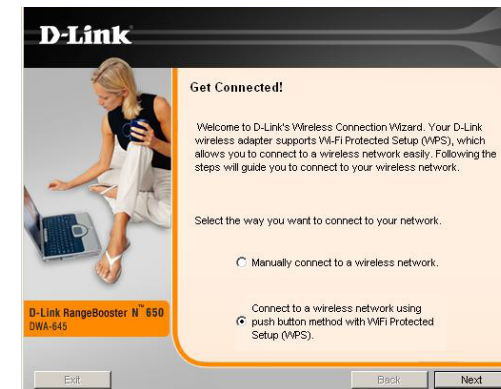 D-Link
Get Connected!
Welcome to D-Link's Wireless Connection Wizard. Your D-Link
wireless adapter supports Wi-Fi Protected Setup (WPS), which
allows you to connect to a wireless network easily. Following the
steps will guide you to connect to your wireless network.
Select the way you want to connect to your network.
Manually connect to a wireless network.
Connect to a wireless network using
push button method with WiFi Protected
Setup (WPS).
D-Link RangeBooster N™ 650
DWA-645
Exit
Back
Next